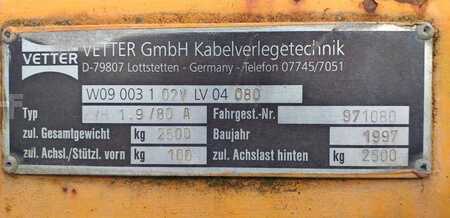 VETTER
VETTER GmbH Kabelverlegetechnik
D-79807 Lottstetten - Germany - Telefon 07745/7051
W09 003 1 02V LV 04 080
Typ 1.9/80 A Fahrgest.-Nr. 971080
zul. Gesamtgewicht kg 2500 Baujahr 1997
zul. Achsl./Stützl. vorn kg 100 zul. Achslast hinten kg 2500